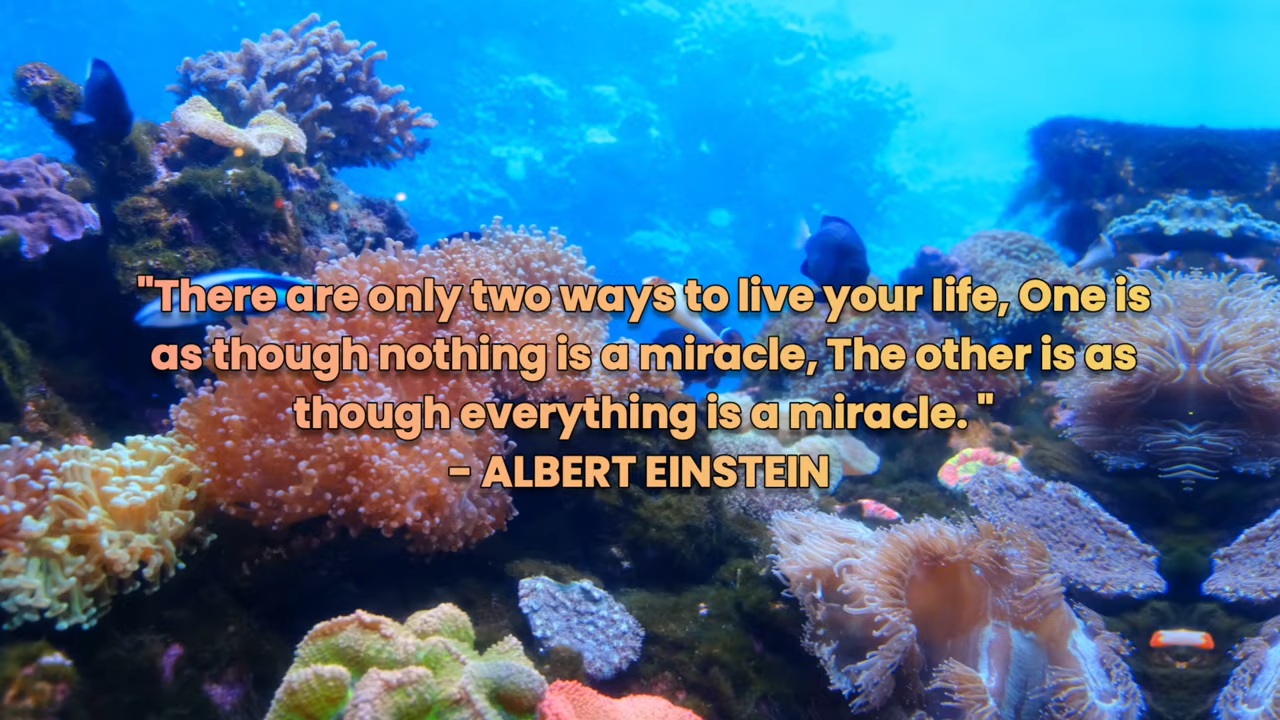 "There are only two ways to live your life, One is
as though nothing is a miracle, The other is as
though everything is a miracle. "
- ALBERT EINSTEIN